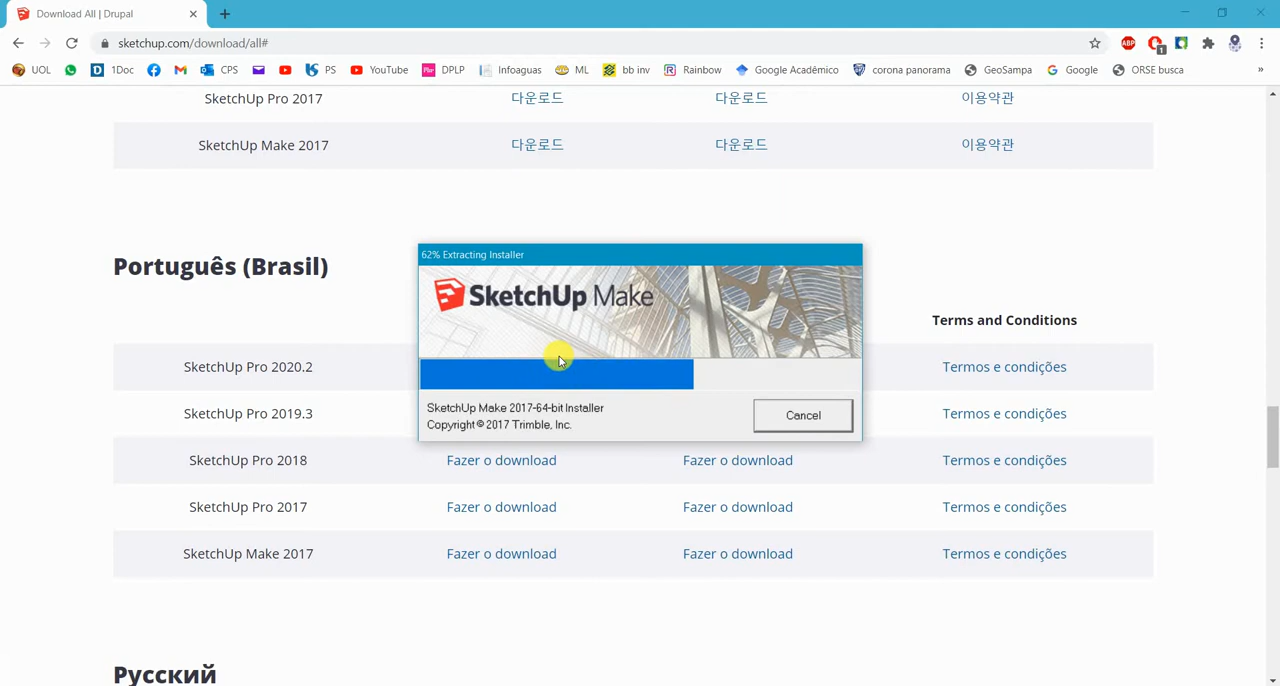 Download All | Drupal
sketchup.com/download/all#
UOL 1Doc CPS PS YouTube DPLP Infoaguas ML bb inv Rainbow Google Acadêmico corona panorama GeoSampa Google ORSE busca »
SketchUp Pro 2017 다운로드 다운로드 이용약관
SketchUp Make 2017 다운로드 다운로드 이용약관
Português (Brasil)
62% Extracting Installer
SketchUp Make
Terms and Conditions
SketchUp Pro 2020.2 Termos e condições
SketchUp Make 2017-64-bit Installer
Copyright © 2017 Trimble, Inc.
Cancel
SketchUp Pro 2019.3 Termos e condições
SketchUp Pro 2018 Fazer o download Fazer o download Termos e condições
SketchUp Pro 2017 Fazer o download Fazer o download Termos e condições
SketchUp Make 2017 Fazer o download Fazer o download Termos e condições
Русский